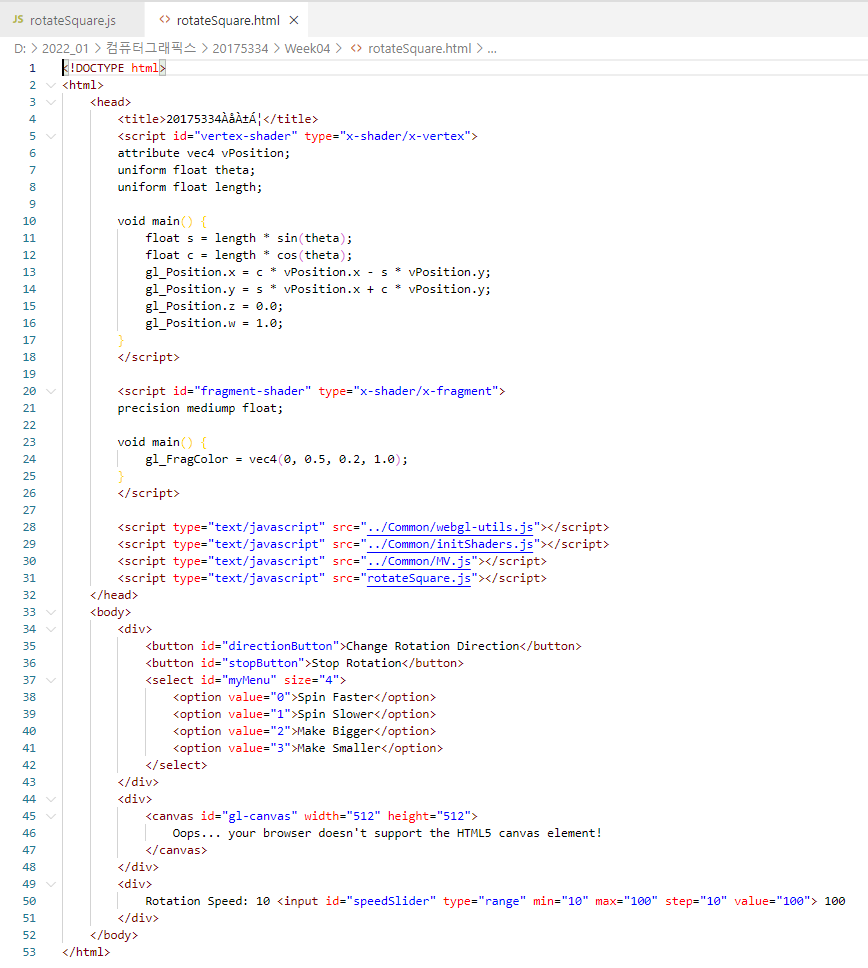 JS rotateSquare.js <> rotateSquare.html ×
D: > 2022_01 > 컴퓨터그래픽스 > 20175334 > Week04 > <> rotateSquare.html > ...
1 <!DOCTYPE html>
2 <html>
3 <head>
4 <title>20175334ÀåÀ±Á¦</title>
5 <script id="vertex-shader" type="x-shader/x-vertex">
6 attribute vec4 vPosition;
7 uniform float theta;
8 uniform float length;
9
10 void main() {
11 float s = length * sin(theta);
12 float c = length * cos(theta);
13 gl_Position.x = c * vPosition.x - s * vPosition.y;
14 gl_Position.y = s * vPosition.x + c * vPosition.y;
15 gl_Position.z = 0.0;
16 gl_Position.w = 1.0;
17 }
18 </script>
19
20 <script id="fragment-shader" type="x-shader/x-fragment">
21 precision mediump float;
22
23 void main() {
24 gl_FragColor = vec4(0, 0.5, 0.2, 1.0);
25 }
26 </script>
27
28 <script type="text/javascript" src="../Common/webgl-utils.js"></script>
29 <script type="text/javascript" src="../Common/initShaders.js"></script>
30 <script type="text/javascript" src="../Common/MV.js"></script>
31 <script type="text/javascript" src="rotateSquare.js"></script>
32 </head>
33 <body>
34 <div>
35 <button id="directionButton">Change Rotation Direction</button>
36 <button id="stopButton">Stop Rotation</button>
37 <select id="myMenu" size="4">
38 <option value="0">Spin Faster</option>
39 <option value="1">Spin Slower</option>
40 <option value="2">Make Bigger</option>
41 <option value="3">Make Smaller</option>
42 </select>
43 </div>
44 <div>
45 <canvas id="gl-canvas" width="512" height="512">
46 Oops... your browser doesn't support the HTML5 canvas element!
47 </canvas>
48 </div>
49 <div>
50 Rotation Speed: 10 <input id="speedSlider" type="range" min="10" max="100" step="10" value="100"> 100
51 </div>
52 </body>
53 </html>